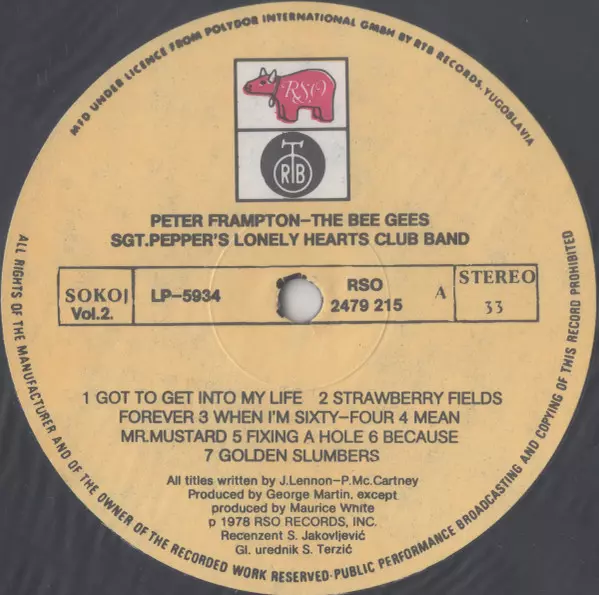 MFD UNDER LICENCE FROM POLYDOR INTERNATIONAL GMBH BY RTB RECORDS, YUGOSLAVIA
RSO
RTB
PETER FRAMPTON-THE BEE GEES
SGT.PEPPER'S LONELY HEARTS CLUB BAND
SOKOJ
Vol.2.
LP-5934
RSO
2479 215
A
STEREO
33
1 GOT TO GET INTO MY LIFE 2 STRAWBERRY FIELDS
FOREVER 3 WHEN I'M SIXTY-FOUR 4 MEAN
MR.MUSTARD 5 FIXING A HOLE 6 BECAUSE
7 GOLDEN SLUMBERS
All titles written by J.Lennon-P.Mc.Cartney
Produced by George Martin, except
produced by Maurice White
p 1978 RSO RECORDS, INC.
Recenzent S. Jakovljević
Gl. urednik S. Terzić
ALL RIGHTS OF THE MANUFACTURER AND OF THE OWNER OF THE RECORDED WORK RESERVED·PUBLIC PERFORMANCE BROADCASTING AND COPYING OF THIS RECORD PROHIBITED